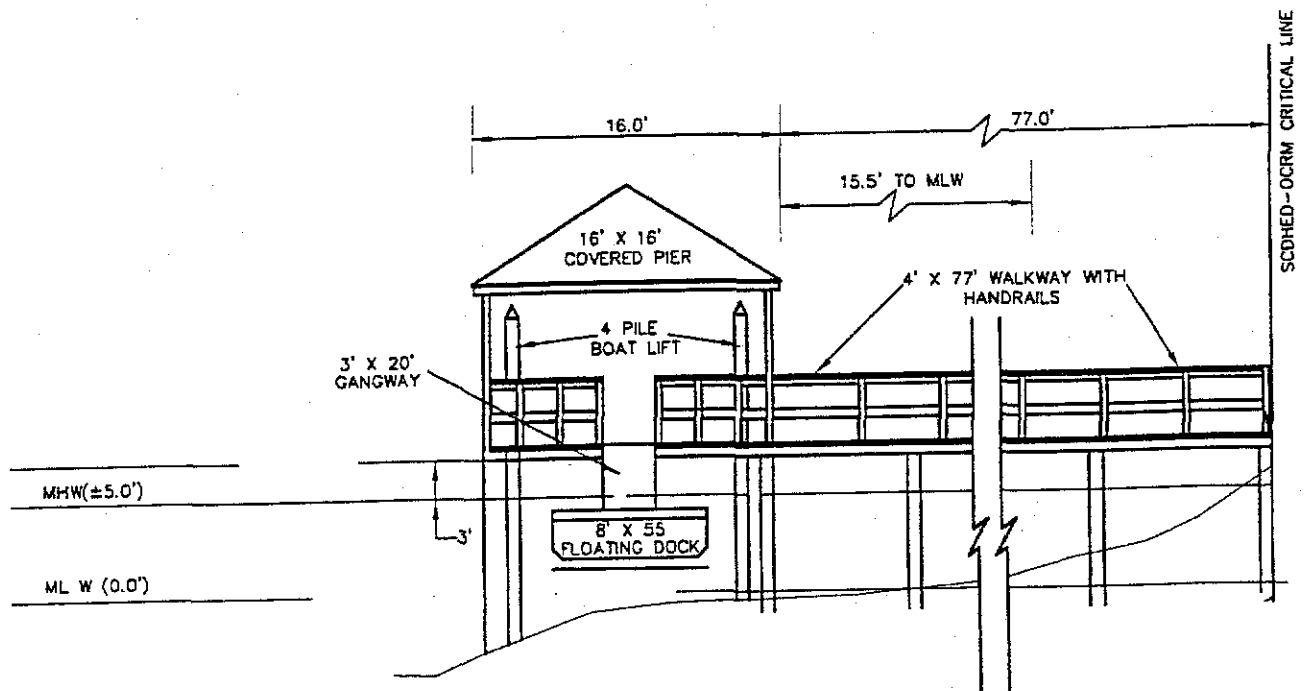 SCDHED-OCRM CRITICAL LINE
16.0'
77.0'
15.5' TO MLW
16' X 16'
COVERED PIER
4' X 77' WALKWAY WITH
HANDRAILS
4 PILE
BOAT LIFT
3' X 20'
GANGWAY
MHW(±5.0')
3'
8' X 55
FLOATING DOCK
ML W (0.0')